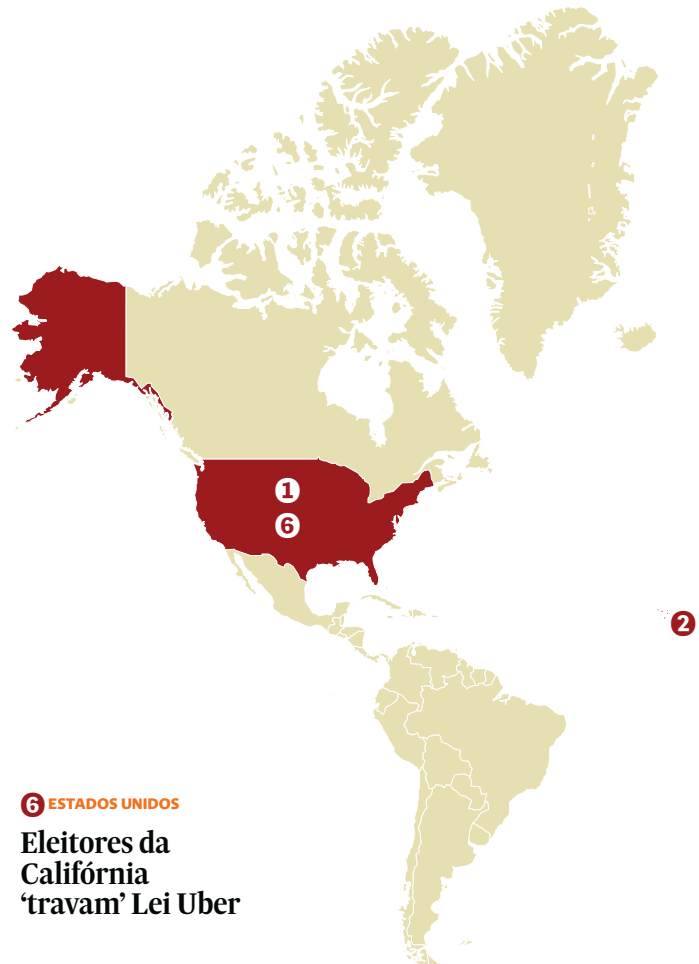 1
6
2
6 ESTADOS UNIDOS
Eleitores da
Califórnia
‘travam’ Lei Uber